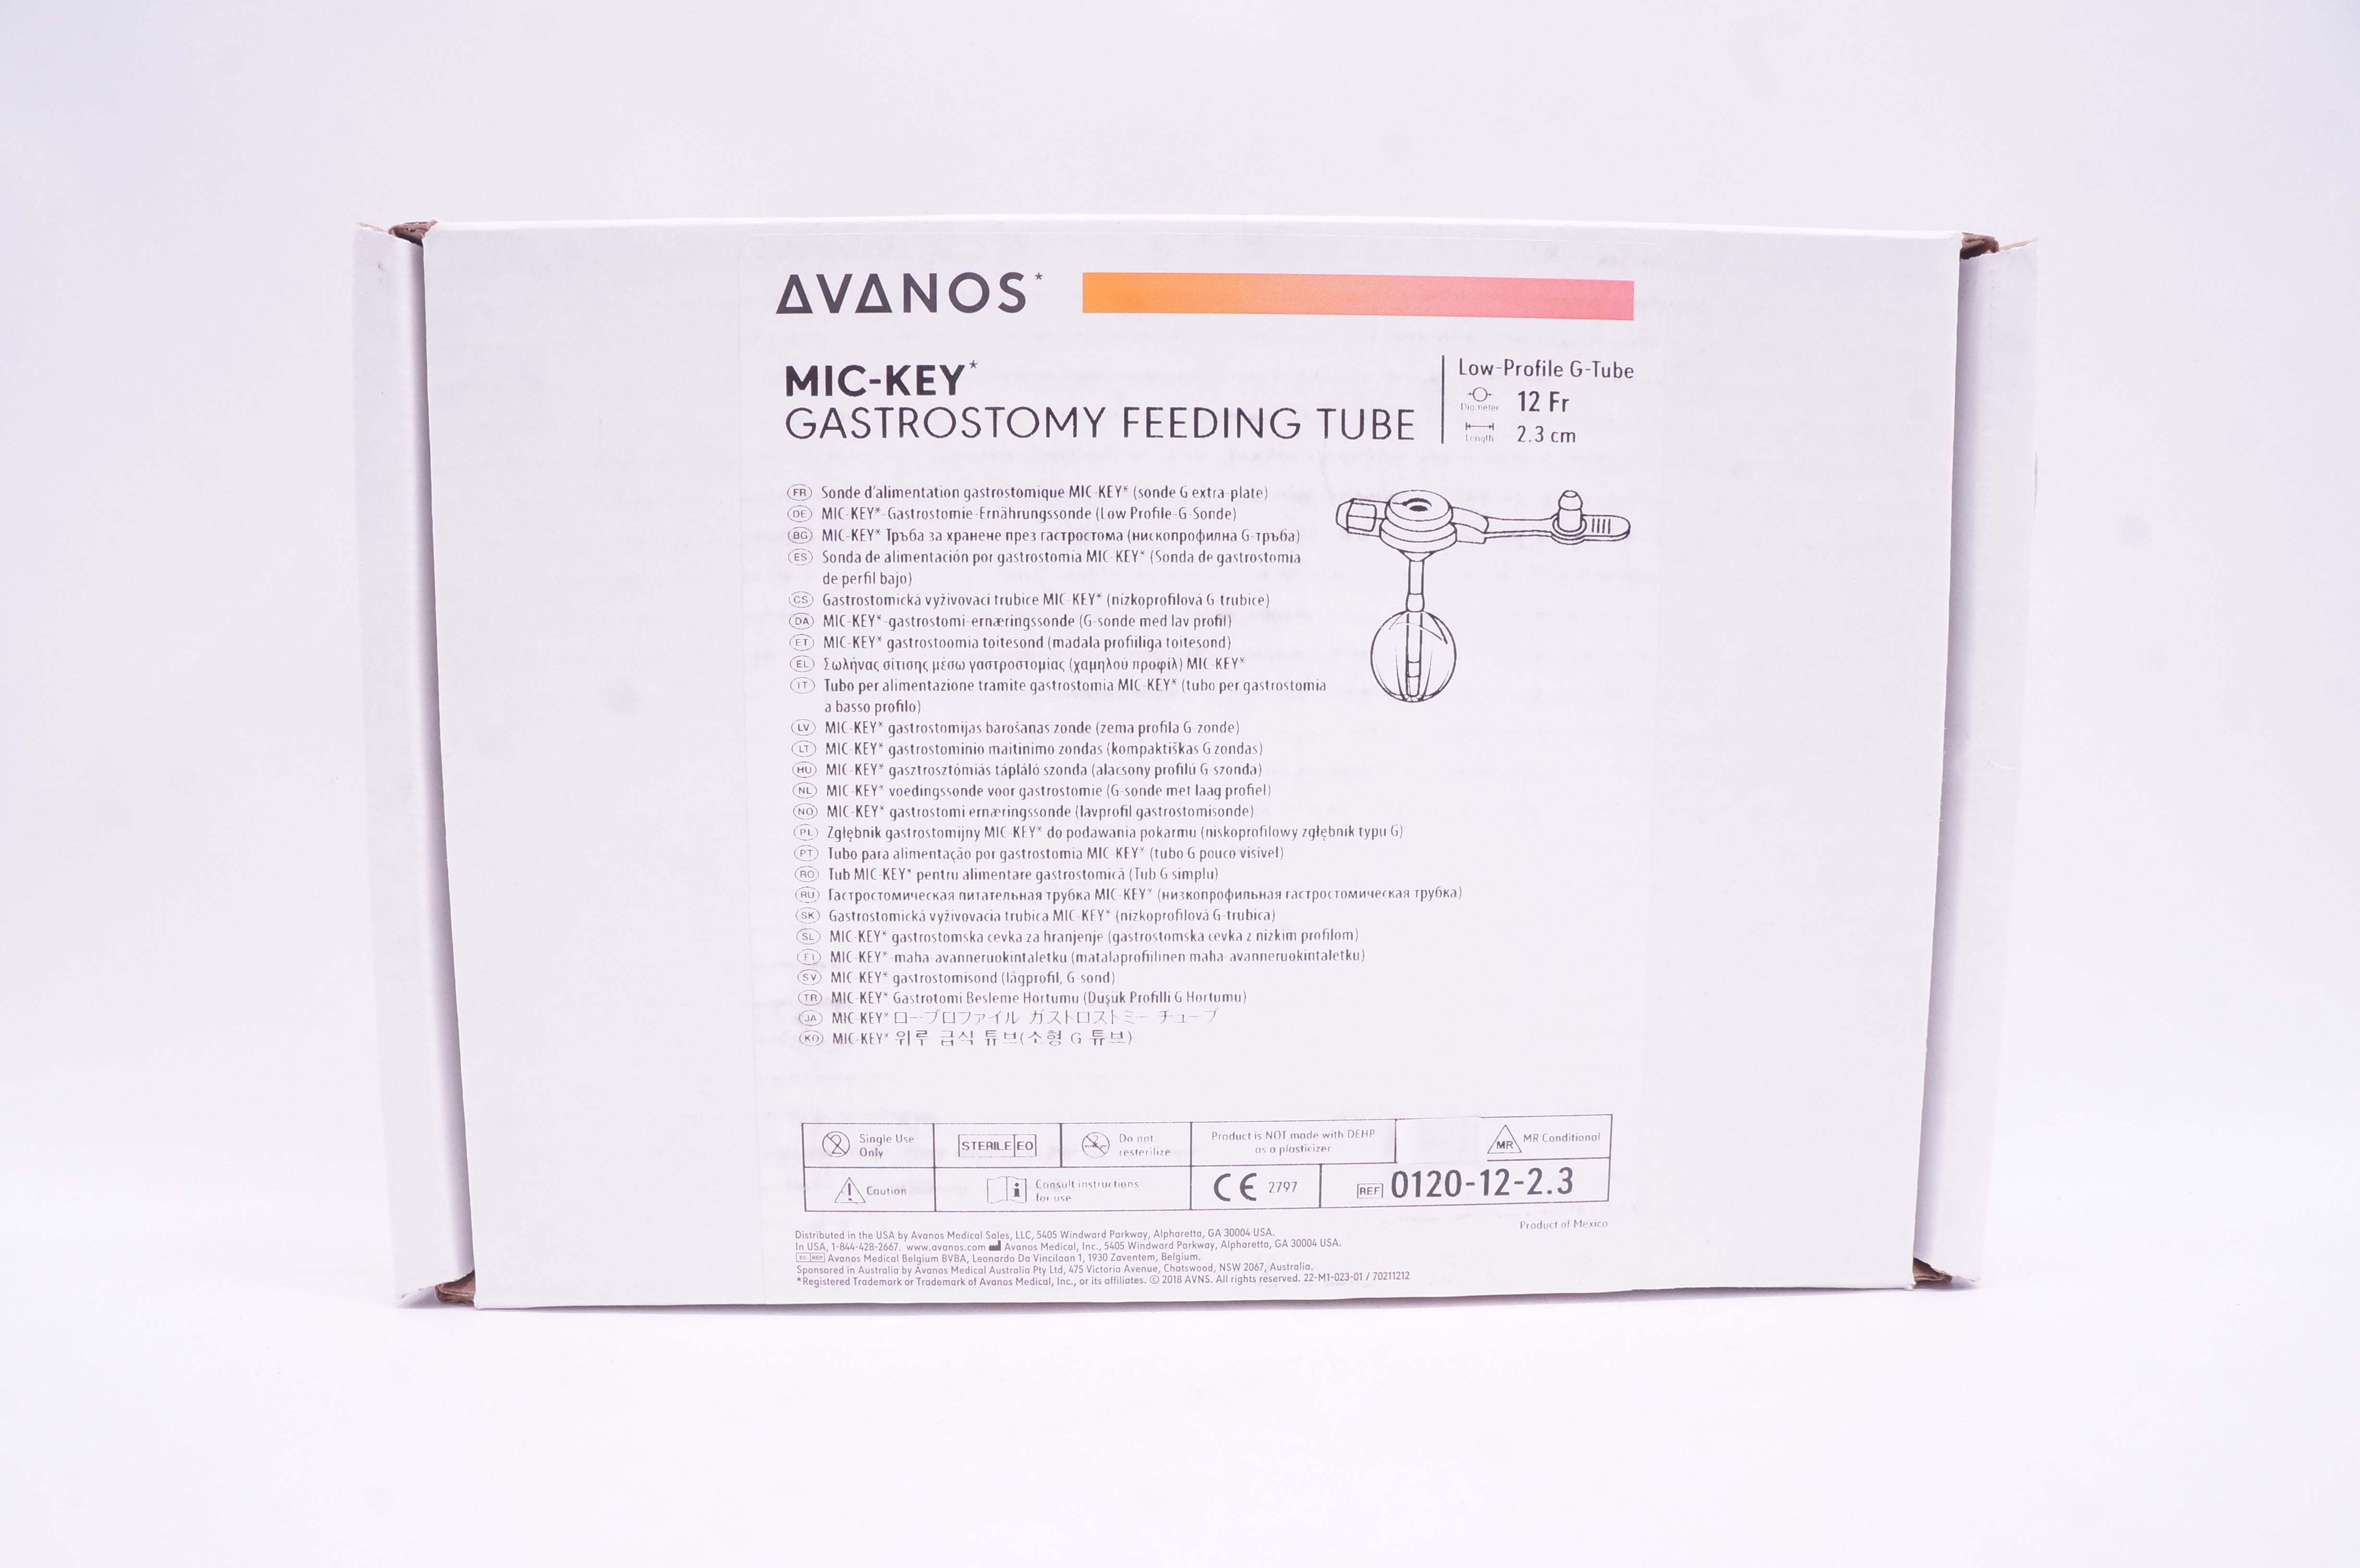 AVANOS*
MIC-KEY*
GASTROSTOMY FEEDING TUBE
Low-Profile G-Tube
Diameter 12 Fr
Length 2.3 cm
FR Sonde d'alimentation gastrostomique MIC-KEY* (sonde G extra-plate)
DE MIC-KEY*-Gastrostomie-Ernährungssonde (Low Profile-G-Sonde)
BG MIC-KEY* Тръба за хранене през гастростома (нископрофилна G-тръба)
ES Sonda de alimentación por gastrostomía MIC-KEY* (Sonda de gastrostomía
de perfil bajo)
CS Gastrostomická vyživovací trubice MIC-KEY* (nízkoprofilová G-trubice)
DA MIC-KEY*-gastrostomi-ernæringssonde (G-sonde med lav profil)
ET MIC-KEY* gastrostoomia toitesond (madala profiiliga toitesond)
EL Σωλήνας σίτισης μέσω γαστροστομίας (χαμηλού προφίλ) MIC-KEY*
IT Tubo per alimentazione tramite gastrostomia MIC-KEY* (tubo per gastrostomia
a basso profilo)
LV MIC-KEY* gastrostomijas barošanas zonde (zema profila G-zonde)
LT MIC-KEY* gastrostominio maitinimo zondas (kompaktiškas G zondas)
HU MIC-KEY* gasztrosztómiás tápláló szonda (alacsony profilú G-szonda)
NL MIC-KEY* voedingssonde voor gastrostomie (G-sonde met laag profiel)
NO MIC-KEY* gastrostomi ernæringssonde (lavprofil gastrostomisonde)
PL Zgłębnik gastrostomijny MIC-KEY* do podawania pokarmu (niskoprofilowy zgłębnik typu G)
PT Tubo para alimentação por gastrostomia MIC-KEY* (tubo G pouco visível)
RO Tub MIC-KEY* pentru alimentare gastrostomică (Tub G simplu)
RU Гастростомическая питательная трубка MIC-KEY* (низкопрофильная гастростомическая трубка)
SK Gastrostomická vyživovacia trubica MIC-KEY* (nízkoprofilová G-trubica)
SL MIC-KEY* gastrostomska cevka za hranjenje (gastrostomska cevka z nizkim profilom)
FI MIC-KEY* -maha-avanneruokintaletku (matalaprofiilinen maha-avanneruokintaletku)
SV MIC-KEY* gastrostomisond (lågprofil, G-sond)
TR MIC-KEY* Gastrotomi Besleme Hortumu (Düşük Profilli G Hortumu)
JA MIC-KEY* ロープロファイル ガストロストミー チューブ
KO MIC-KEY* 위루 급식 튜브(소형 G 튜브)
Single Use
Only
STERILE EO
2 Do not
resterilize
Product is NOT made with DEHP
as a plasticizer
MR MR Conditional
Caution
Consult instructions
for use
CE 2797
REF 0120-12-2.3
Product of Mexico
Distributed in the USA by Avanos Medical Sales, LLC, 5405 Windward Parkway, Alpharetta, GA 30004 USA.
In USA, 1-844-428-2667. www.avanos.com Avanos Medical, Inc., 5405 Windward Parkway, Alpharetta, GA 30004 USA.
EC REP Avanos Medical Belgium BVBA, Leonardo Da Vincilaan 1, 1930 Zaventem, Belgium.
Sponsored in Australia by Avanos Medical Australia Pty Ltd, 475 Victoria Avenue, Chatswood, NSW 2067, Australia.
*Registered Trademark or Trademark of Avanos Medical, Inc., or its affiliates. © 2018 AVNS. All rights reserved. 22-M1-023-01 / 70211212